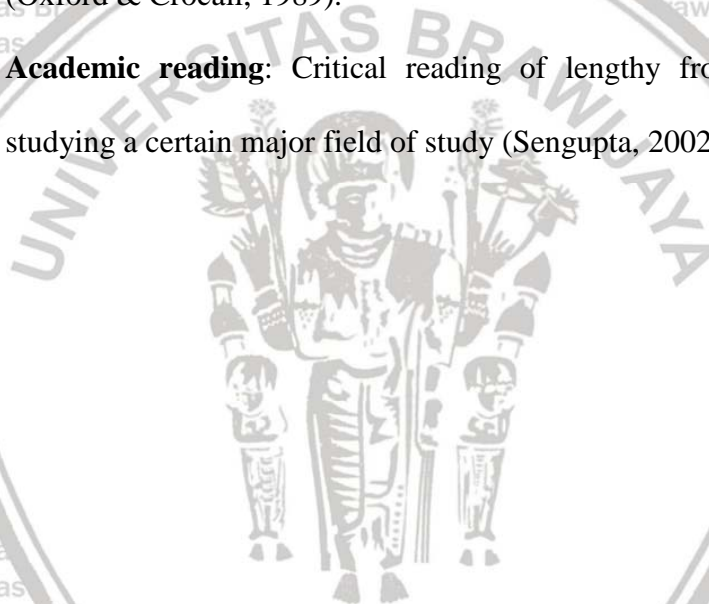 (Oxford & Crocall, 1989).
Academic reading: Critical reading of lengthy
studying a certain major field of study (Sengupta, 2002
UNIVERSITAS BRAWIJAYA